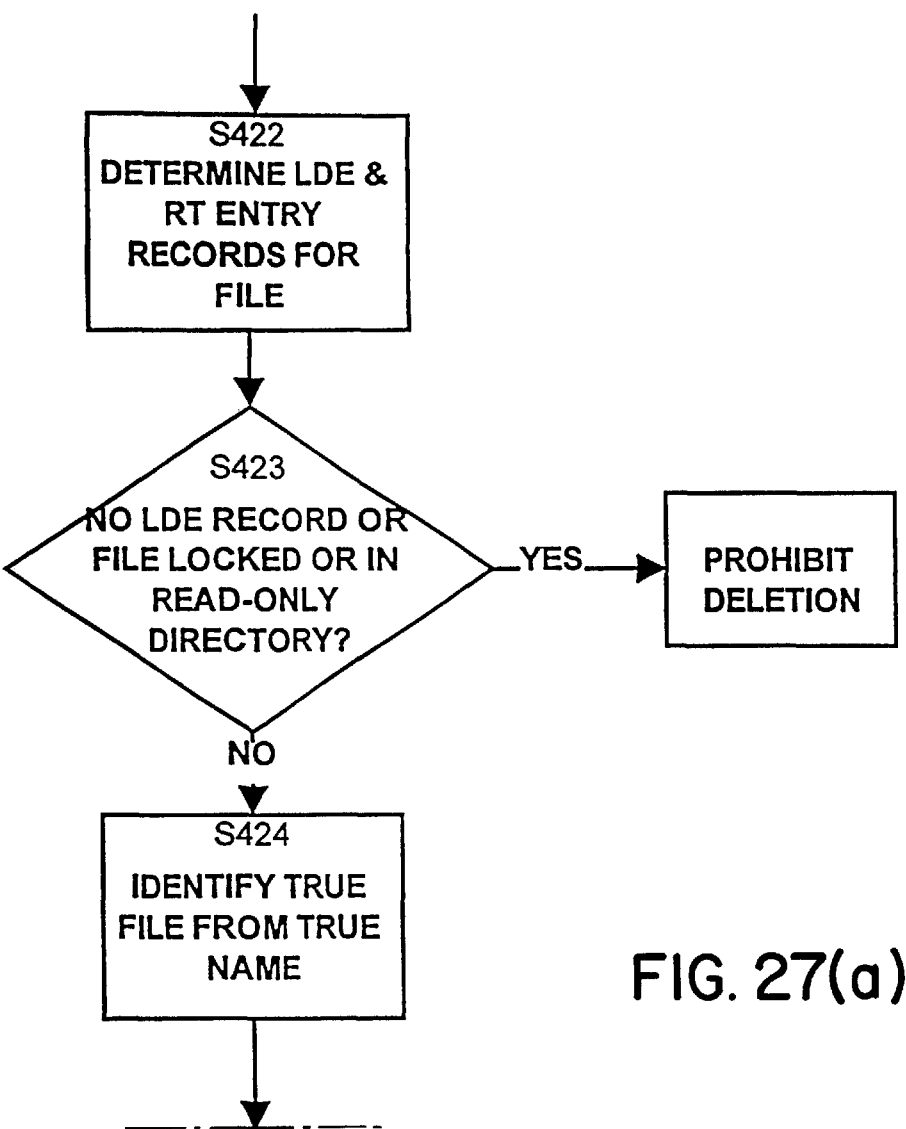 S422
DETERMINE LDE &
RT ENTRY
RECORDS FOR
FILE
S423
NO LDE RECORD OR
FILE LOCKED OR IN
READ-ONLY
DIRECTORY?
YES
PROHIBIT
DELETION
NO
S424
IDENTIFY TRUE
FILE FROM TRUE
NAME
FIG. 27(a)